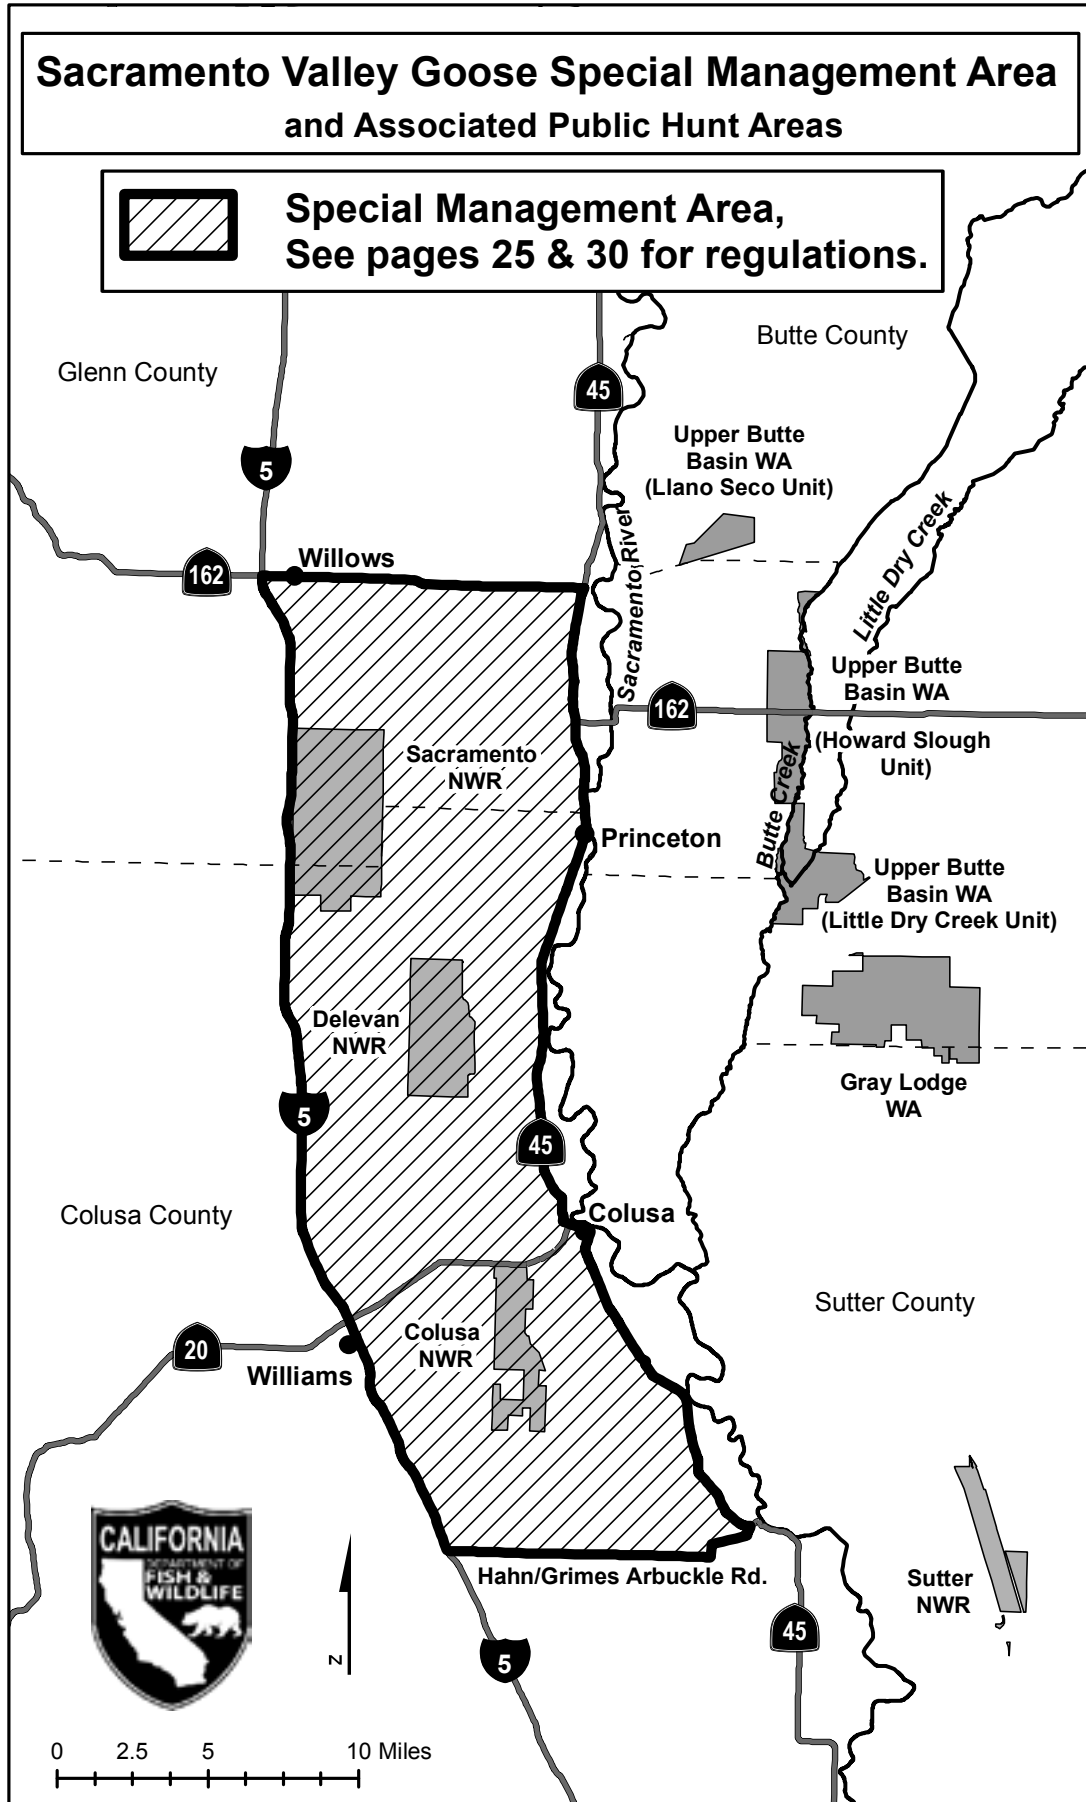 Sacramento Valley Goose Special Management Area
and Associated Public Hunt Areas
Special Management Area,
See pages 25 & 30 for regulations.
Butte County
Glenn County
45
5
Upper Butte
Basin WA
(Llano Seco Unit)
Sacramento River
Little Dry Creek
162
Willows
Upper Butte
Basin WA
162
(Howard Slough
Unit)
Sacramento
NWR
Butte Creek
Princeton
Upper Butte
Basin WA
(Little Dry Creek Unit)
Delevan
NWR
Gray Lodge
WA
5
45
Colusa County
Colusa
Sutter County
20
Colusa
NWR
Williams
CALIFORNIA
DEPARTMENT OF
FISH &
WILDLIFE
Hahn/Grimes Arbuckle Rd.
Sutter
NWR
45
5
N
0 2.5 5 10 Miles